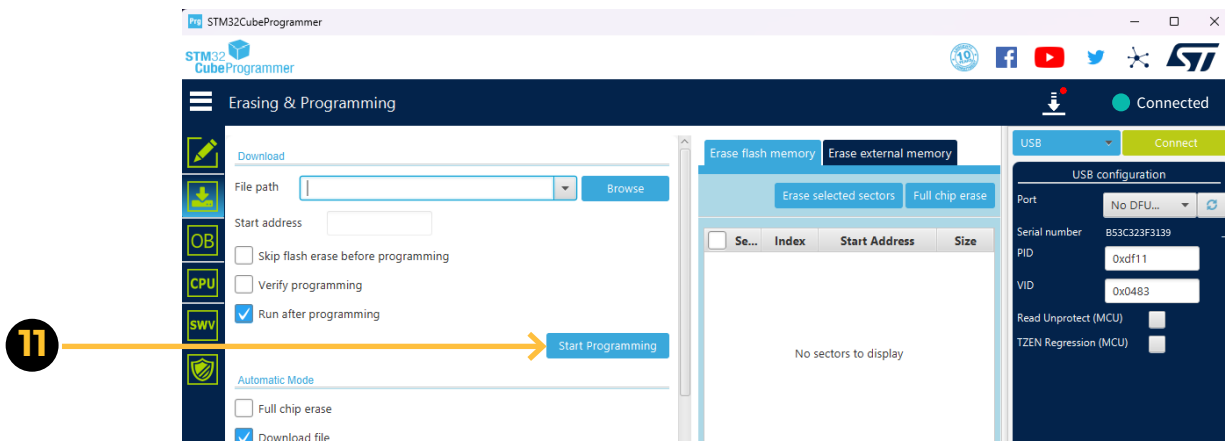 Prg STM32CubeProgrammer
STM32
CubeProgrammer
10
Erasing & Programming
Connected
Download
File path
Browse
Start address
Skip flash erase before programming
Verify programming
Run after programming
Start Programming
Automatic Mode
Full chip erase
Download file
OB
CPU
SWV
11
Erase flash memory
Erase external memory
Erase selected sectors
Full chip erase
Se... Index Start Address Size
No sectors to display
USB
Connect
USB configuration
Port No DFU...
Serial number B53C323F3139
PID 0xdf11
VID 0x0483
Read Unprotect (MCU)
TZEN Regression (MCU)